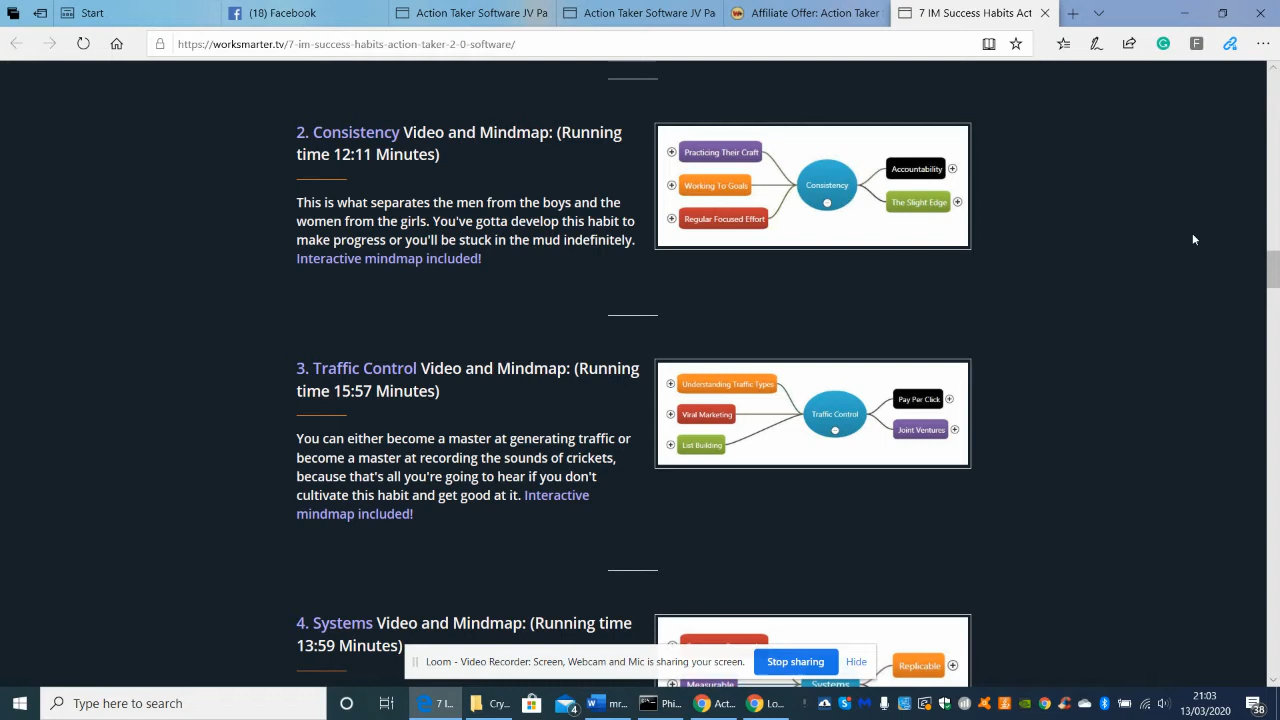 Start
(18) Facebook
Action Taker Software JV Pa
Action Taker Software JV Pa
Affiliate Offer: Action Taker
7 IM Success Habits Act
https://worksmarter.tv/7-im-success-habits-action-taker-2-0-software/
2. Consistency Video and Mindmap: (Running
time 12:11 Minutes)
This is what separates the men from the boys and the
women from the girls. You've gotta develop this habit to
make progress or you'll be stuck in the mud indefinitely.
Interactive mindmap included!
Practicing Their Craft
Working To Goals
Regular Focused Effort
Consistency
Accountability
The Slight Edge
3. Traffic Control Video and Mindmap: (Running
time 15:57 Minutes)
You can either become a master at generating traffic or
become a master at recording the sounds of crickets,
because that's all you're going to hear if you don't
cultivate this habit and get good at it. Interactive
mindmap included!
Understanding Traffic Types
Viral Marketing
List Building
Traffic Control
Pay Per Click
Joint Ventures
4. Systems Video and Mindmap: (Running time
13:59 Minutes)
Measurable
Systems
Replicable
Loom - Video Recorder: Screen, Webcam and Mic is sharing your screen.
Stop sharing
Hide
Type here to search
7 I...
Cry...
4
mr...
Phi...
Act...
Lo...
21:03
13/03/2020
38